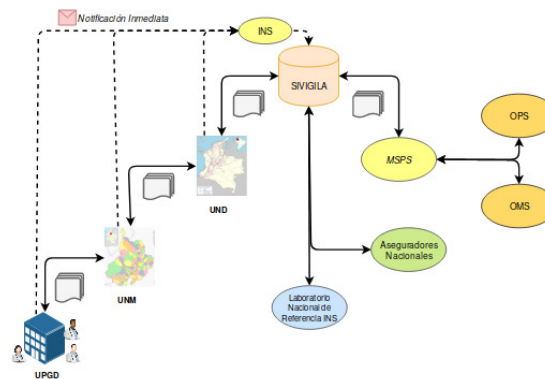 Notificación Inmediata
INS
SIVIGILA
OPS
MSPS
UND
OMS
Aseguradores
Nacionales
UNM
Laboratorio
Nacional de
Referencia INS
UPGD